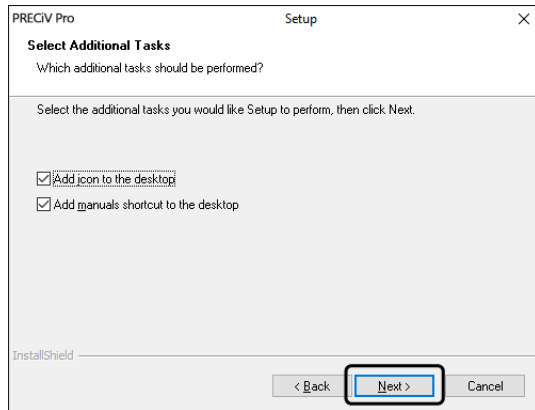 PRECiV Pro
Setup
Select Additional Tasks
Which additional tasks should be performed?
Select the additional tasks you would like Setup to perform, then click Next.
Add icon to the desktop
Add manuals shortcut to the desktop
InstallShield
< Back
Next >
Cancel